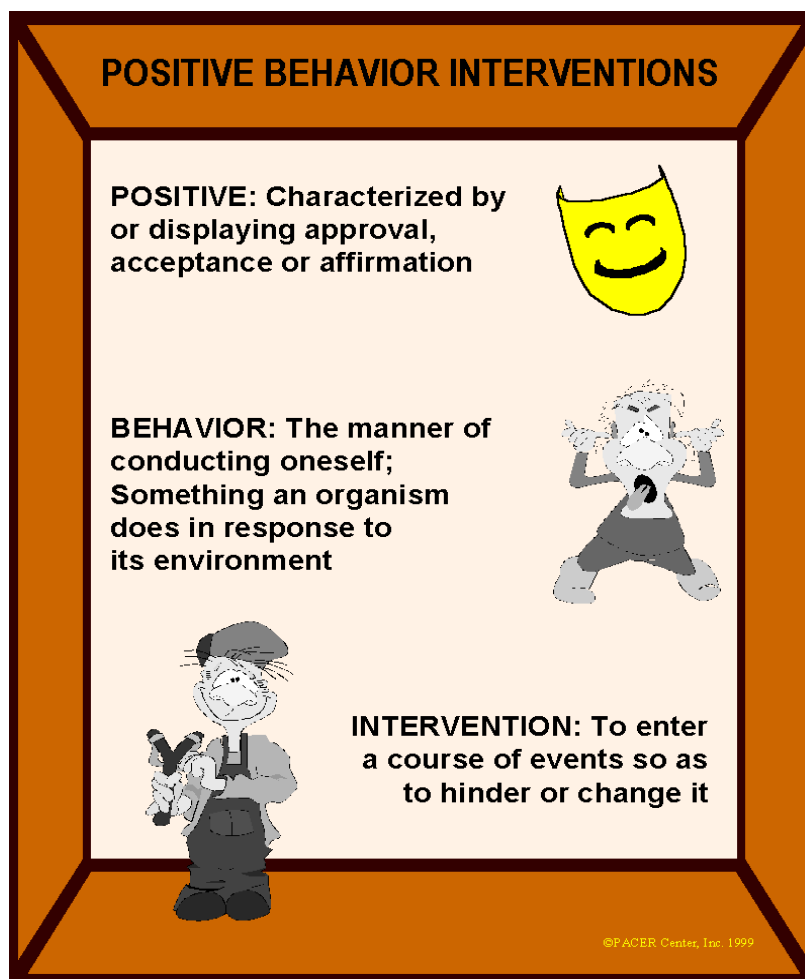 POSITIVE BEHAVIOR INTERVENTIONS
POSITIVE: Characterized by
or displaying approval,
acceptance or affirmation
BEHAVIOR: The manner of
conducting oneself;
Something an organism
does in response to
its environment
INTERVENTION: To enter
a course of events so as
to hinder or change it
©PACER Center, Inc. 1999